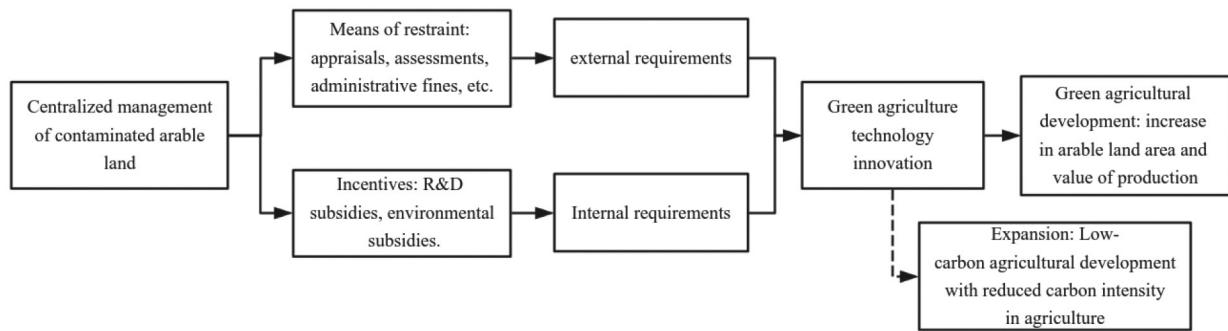 Centralized management
of contaminated arable
land
Means of restraint:
appraisals, assessments,
administrative fines, etc.
external requirements
Incentives: R&D
subsidies, environmental
subsidies.
Internal requirements
Green agriculture
technology
innovation
Green agricultural
development: increase
in arable land area and
value of production
Expansion: Low-
carbon agricultural development
with reduced carbon intensity
in agriculture